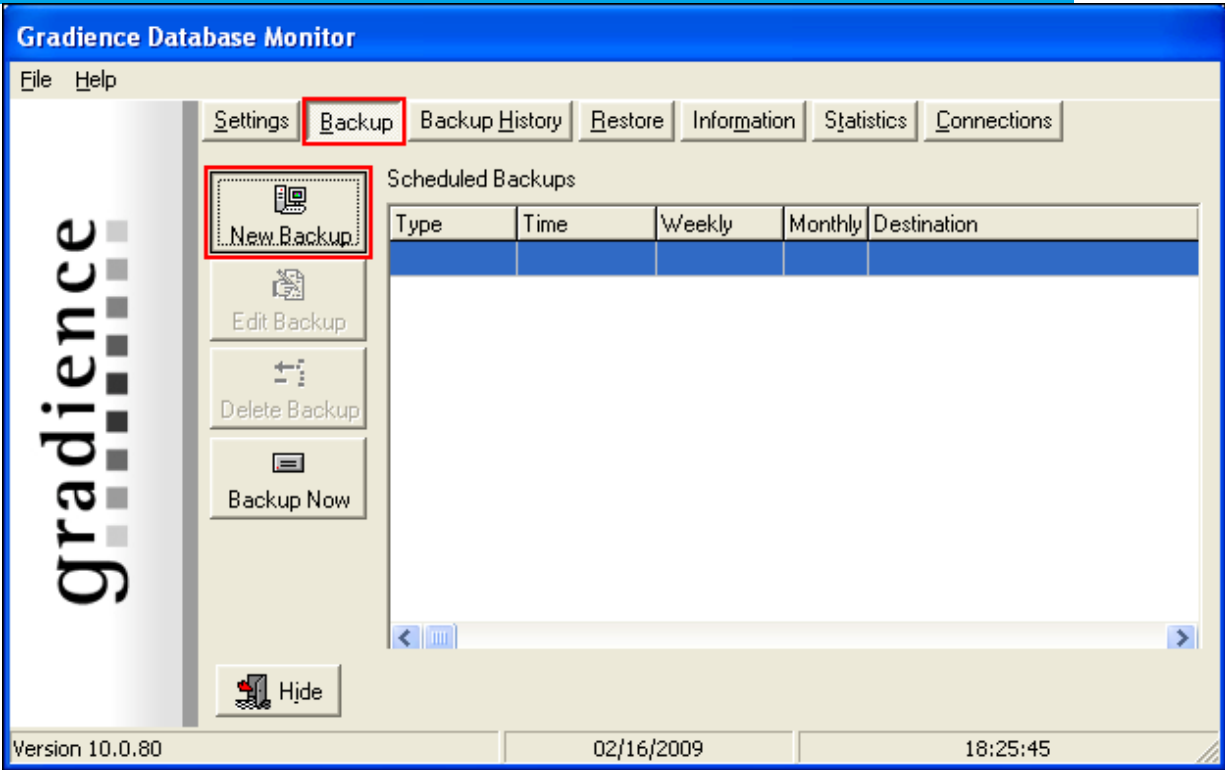 Gradience Database Monitor
File Help
Settings Backup Backup History Restore Information Statistics Connections
New Backup
Edit Backup
Delete Backup
Backup Now
Scheduled Backups
Type Time Weekly Monthly Destination
gradience
Hide
Version 10.0.80 02/16/2009 18:25:45